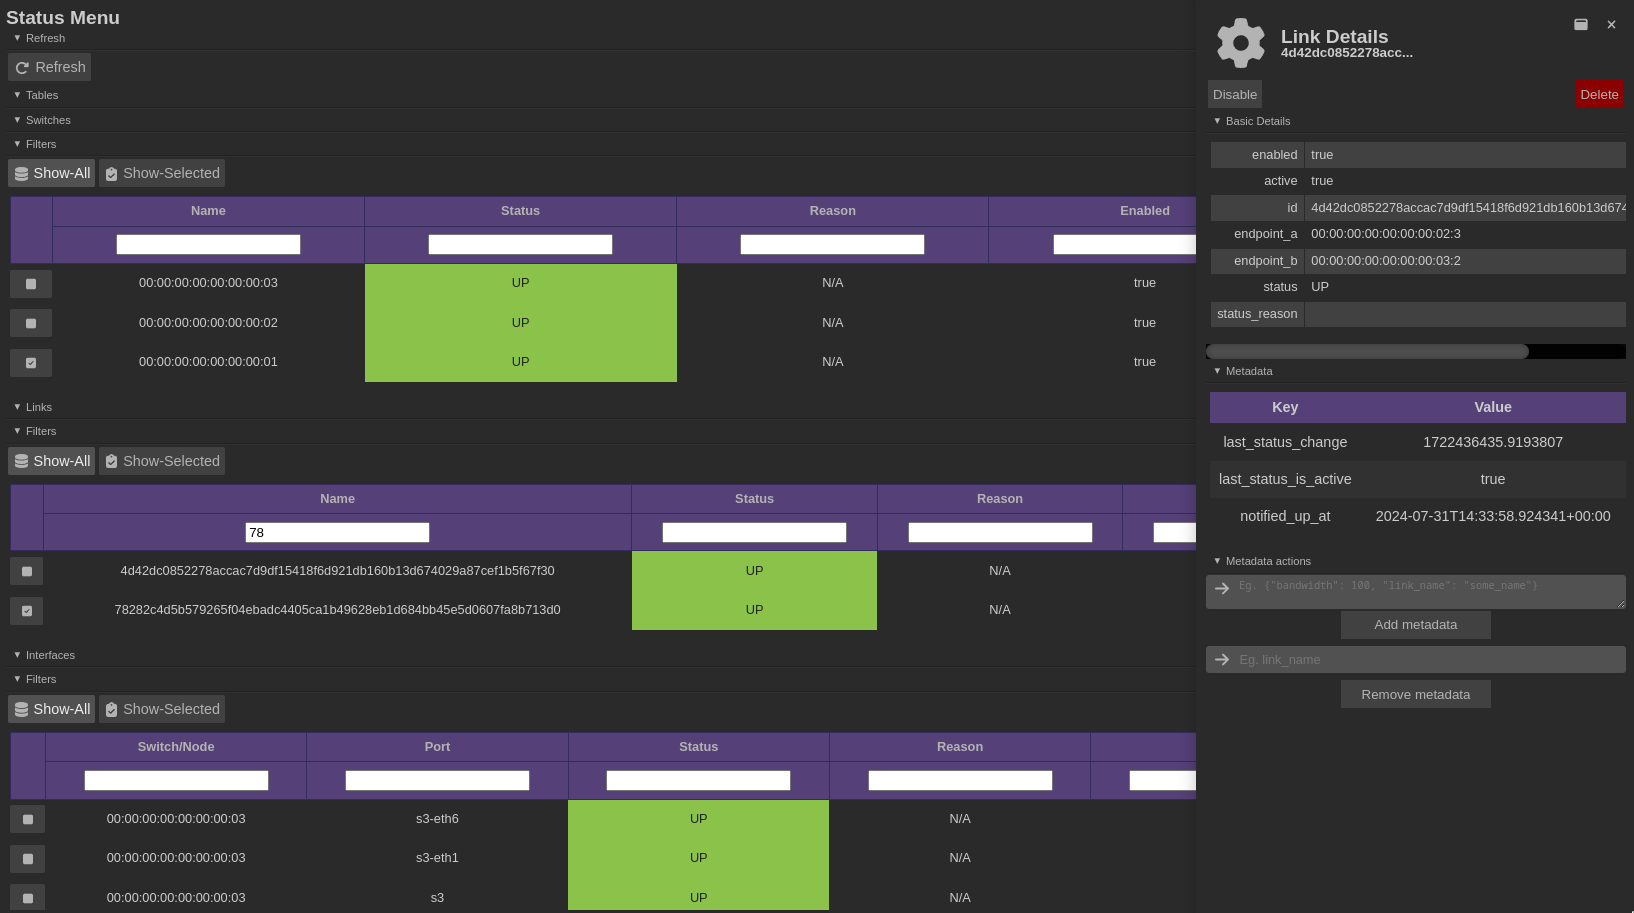 Status Menu
▼ Refresh
Refresh
▼ Tables
▼ Switches
▼ Filters
Show-All Show-Selected
Name Status Reason Enabled
00:00:00:00:00:00:00:03 UP N/A true
00:00:00:00:00:00:00:02 UP N/A true
00:00:00:00:00:00:00:01 UP N/A true
▼ Links
▼ Filters
Show-All Show-Selected
Name Status Reason
78
4d42dc0852278accac7d9df15418f6d921db160b13d674029a87cef1b5f67f30 UP N/A
78282c4d5b579265f04ebadc4405ca1b49628eb1d684bb45e5d0607fa8b713d0 UP N/A
▼ Interfaces
▼ Filters
Show-All Show-Selected
Switch/Node Port Status Reason
00:00:00:00:00:00:00:03 s3-eth6 UP N/A
00:00:00:00:00:00:00:03 s3-eth1 UP N/A
00:00:00:00:00:00:00:03 s3 UP N/A
Link Details
4d42dc0852278acc...
Disable Delete
▼ Basic Details
enabled true
active true
id 4d42dc0852278accac7d9df15418f6d921db160b13d674
endpoint_a 00:00:00:00:00:00:00:02:3
endpoint_b 00:00:00:00:00:00:00:03:2
status UP
status_reason
▼ Metadata
Key Value
last_status_change 1722436435.9193807
last_status_is_active true
notified_up_at 2024-07-31T14:33:58.924341+00:00
▼ Metadata actions
Eg. {"bandwidth": 100, "link_name": "some_name"}
Add metadata
Eg. link_name
Remove metadata